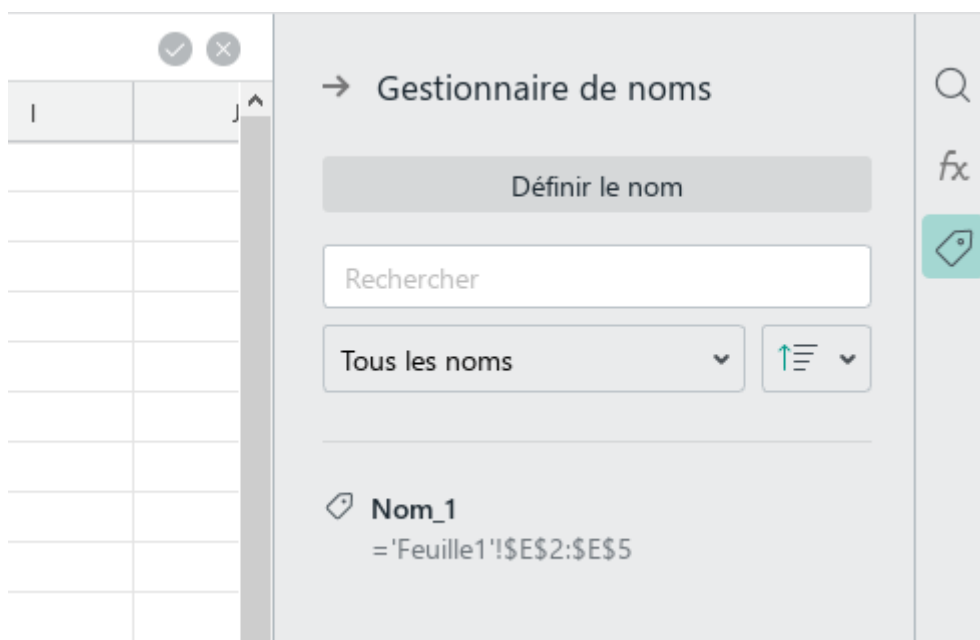 I
J
Gestionnaire de noms
Définir le nom
fx
Rechercher
Tous les noms
Nom_1
='Feuille1'!$E$2:$E$5